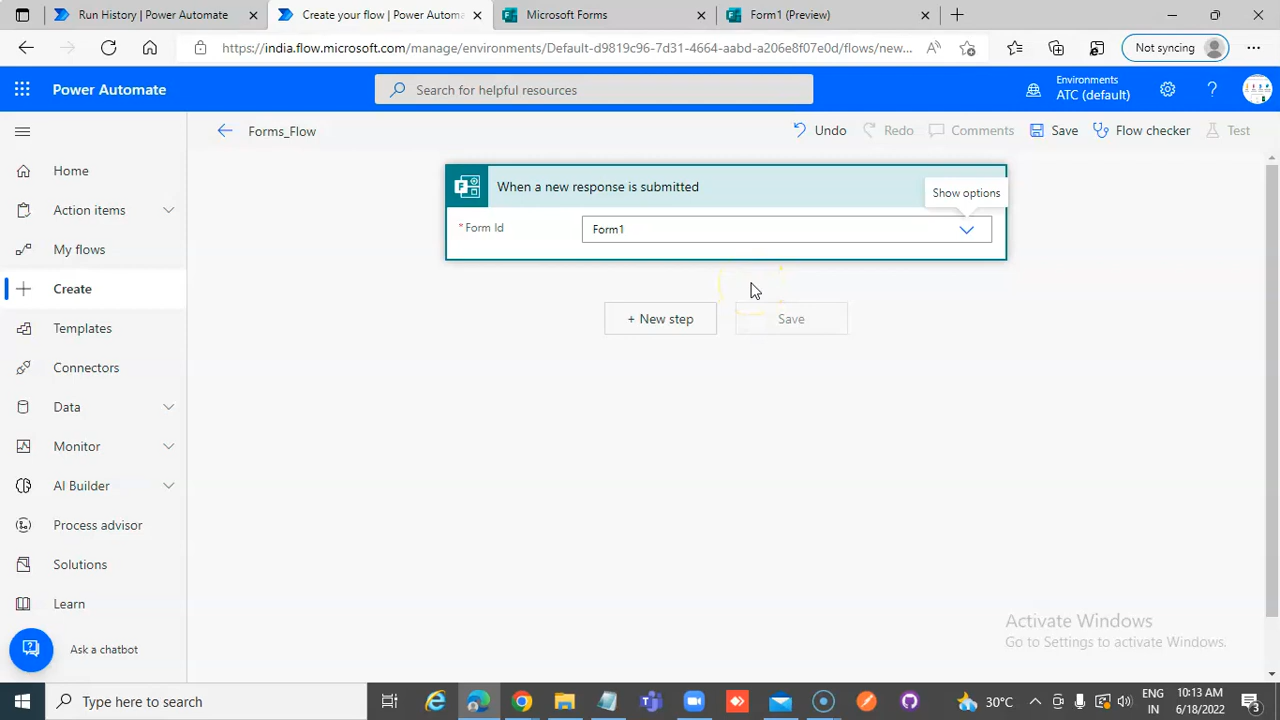 Run History | Power Automate
Create your flow | Power Automa
Microsoft Forms
Form1 (Preview)
https://india.flow.microsoft.com/manage/environments/Default-d9819c96-7d31-4664-aabd-a206e8f07e0d/flows/new...
Not syncing
Power Automate
Search for helpful resources
Environments
ATC (default)
Forms_Flow
Undo
Redo
Comments
Save
Flow checker
Test
Home
Action items
My flows
Create
Templates
Connectors
Data
Monitor
AI Builder
Process advisor
Solutions
Learn
Ask a chatbot
When a new response is submitted
Show options
* Form Id
Form1
+ New step
Save
Activate Windows
Go to Settings to activate Windows.
Type here to search
30°C
ENG
IN
10:13 AM
6/18/2022
3